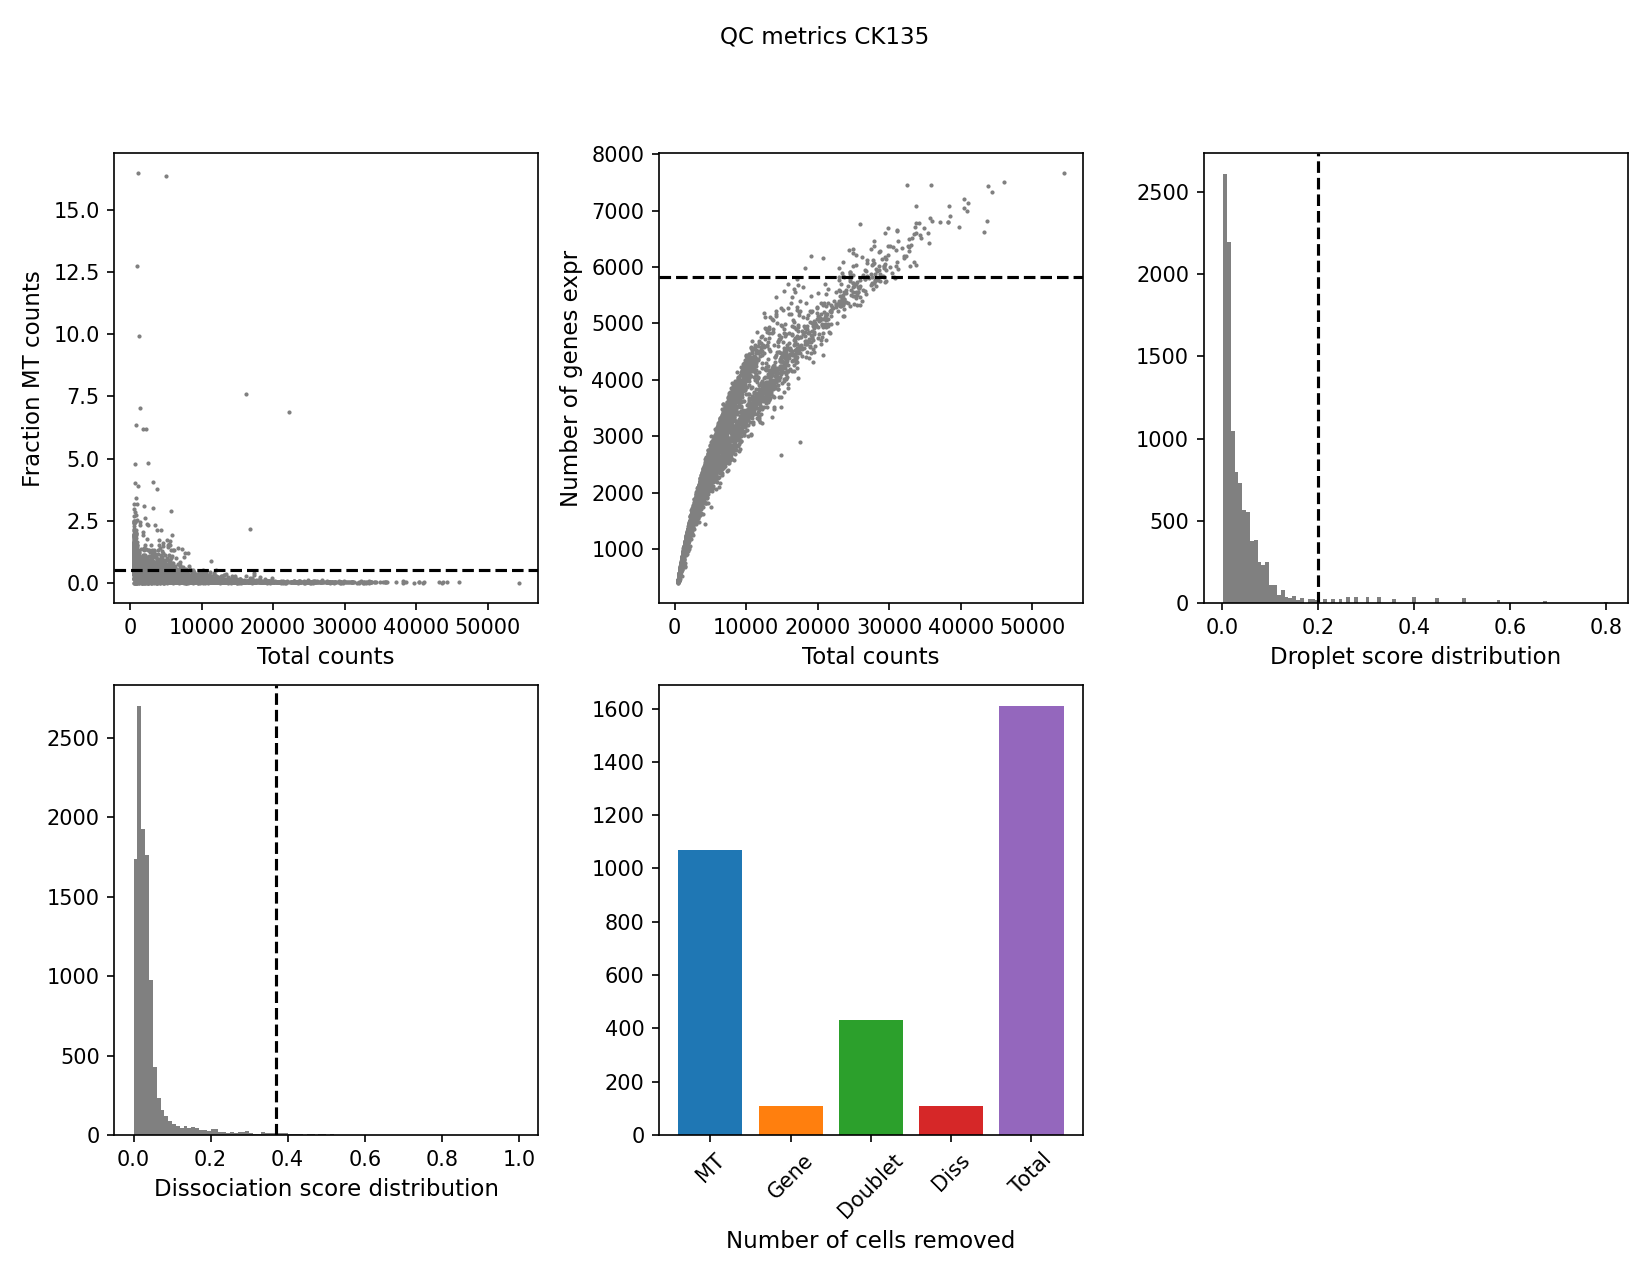 QC metrics CK135
15.0
12.5
10.0
7.5
5.0
2.5
0.0
Fraction MT counts
0 10000 20000 30000 40000 50000
Total counts
8000
7000
6000
5000
4000
3000
2000
1000
Number of genes expr
0 10000 20000 30000 40000 50000
Total counts
2500
2000
1500
1000
500
0
0.0 0.2 0.4 0.6 0.8
Droplet score distribution
2500
2000
1500
1000
500
0
0.0 0.2 0.4 0.6 0.8 1.0
Dissociation score distribution
1600
1400
1200
1000
800
600
400
200
0
MT Gene Doublet Diss Total
Number of cells removed